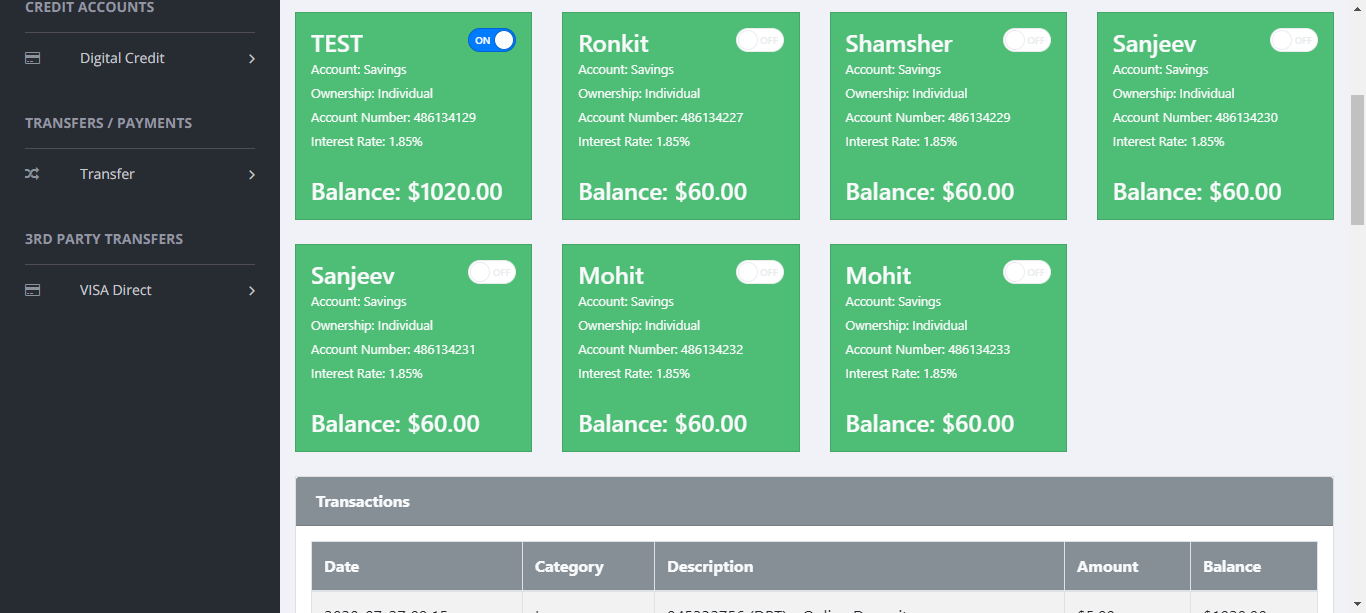 CREDIT ACCOUNTS
Digital Credit
TRANSFERS / PAYMENTS
Transfer
3RD PARTY TRANSFERS
VISA Direct
TEST
ON
Account: Savings
Ownership: Individual
Account Number: 486134129
Interest Rate: 1.85%
Balance: $1020.00
Ronkit
OFF
Account: Savings
Ownership: Individual
Account Number: 486134227
Interest Rate: 1.85%
Balance: $60.00
Shamsher
OFF
Account: Savings
Ownership: Individual
Account Number: 486134229
Interest Rate: 1.85%
Balance: $60.00
Sanjeev
OFF
Account: Savings
Ownership: Individual
Account Number: 486134230
Interest Rate: 1.85%
Balance: $60.00
Sanjeev
OFF
Account: Savings
Ownership: Individual
Account Number: 486134231
Interest Rate: 1.85%
Balance: $60.00
Mohit
OFF
Account: Savings
Ownership: Individual
Account Number: 486134232
Interest Rate: 1.85%
Balance: $60.00
Mohit
OFF
Account: Savings
Ownership: Individual
Account Number: 486134233
Interest Rate: 1.85%
Balance: $60.00
Transactions
Date Category Description Amount Balance